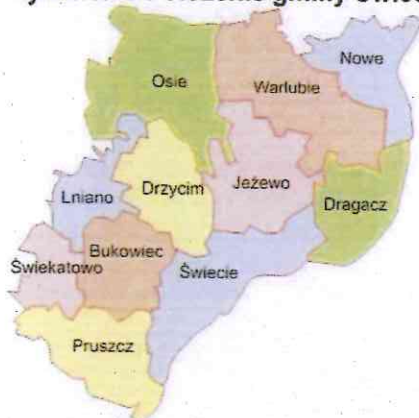 Nowe
Osie
Warlubie
Lniano
Drzycim
Jeżewo
Dragacz
Bukowiec
Świekatowo
Świecie
Pruszcz